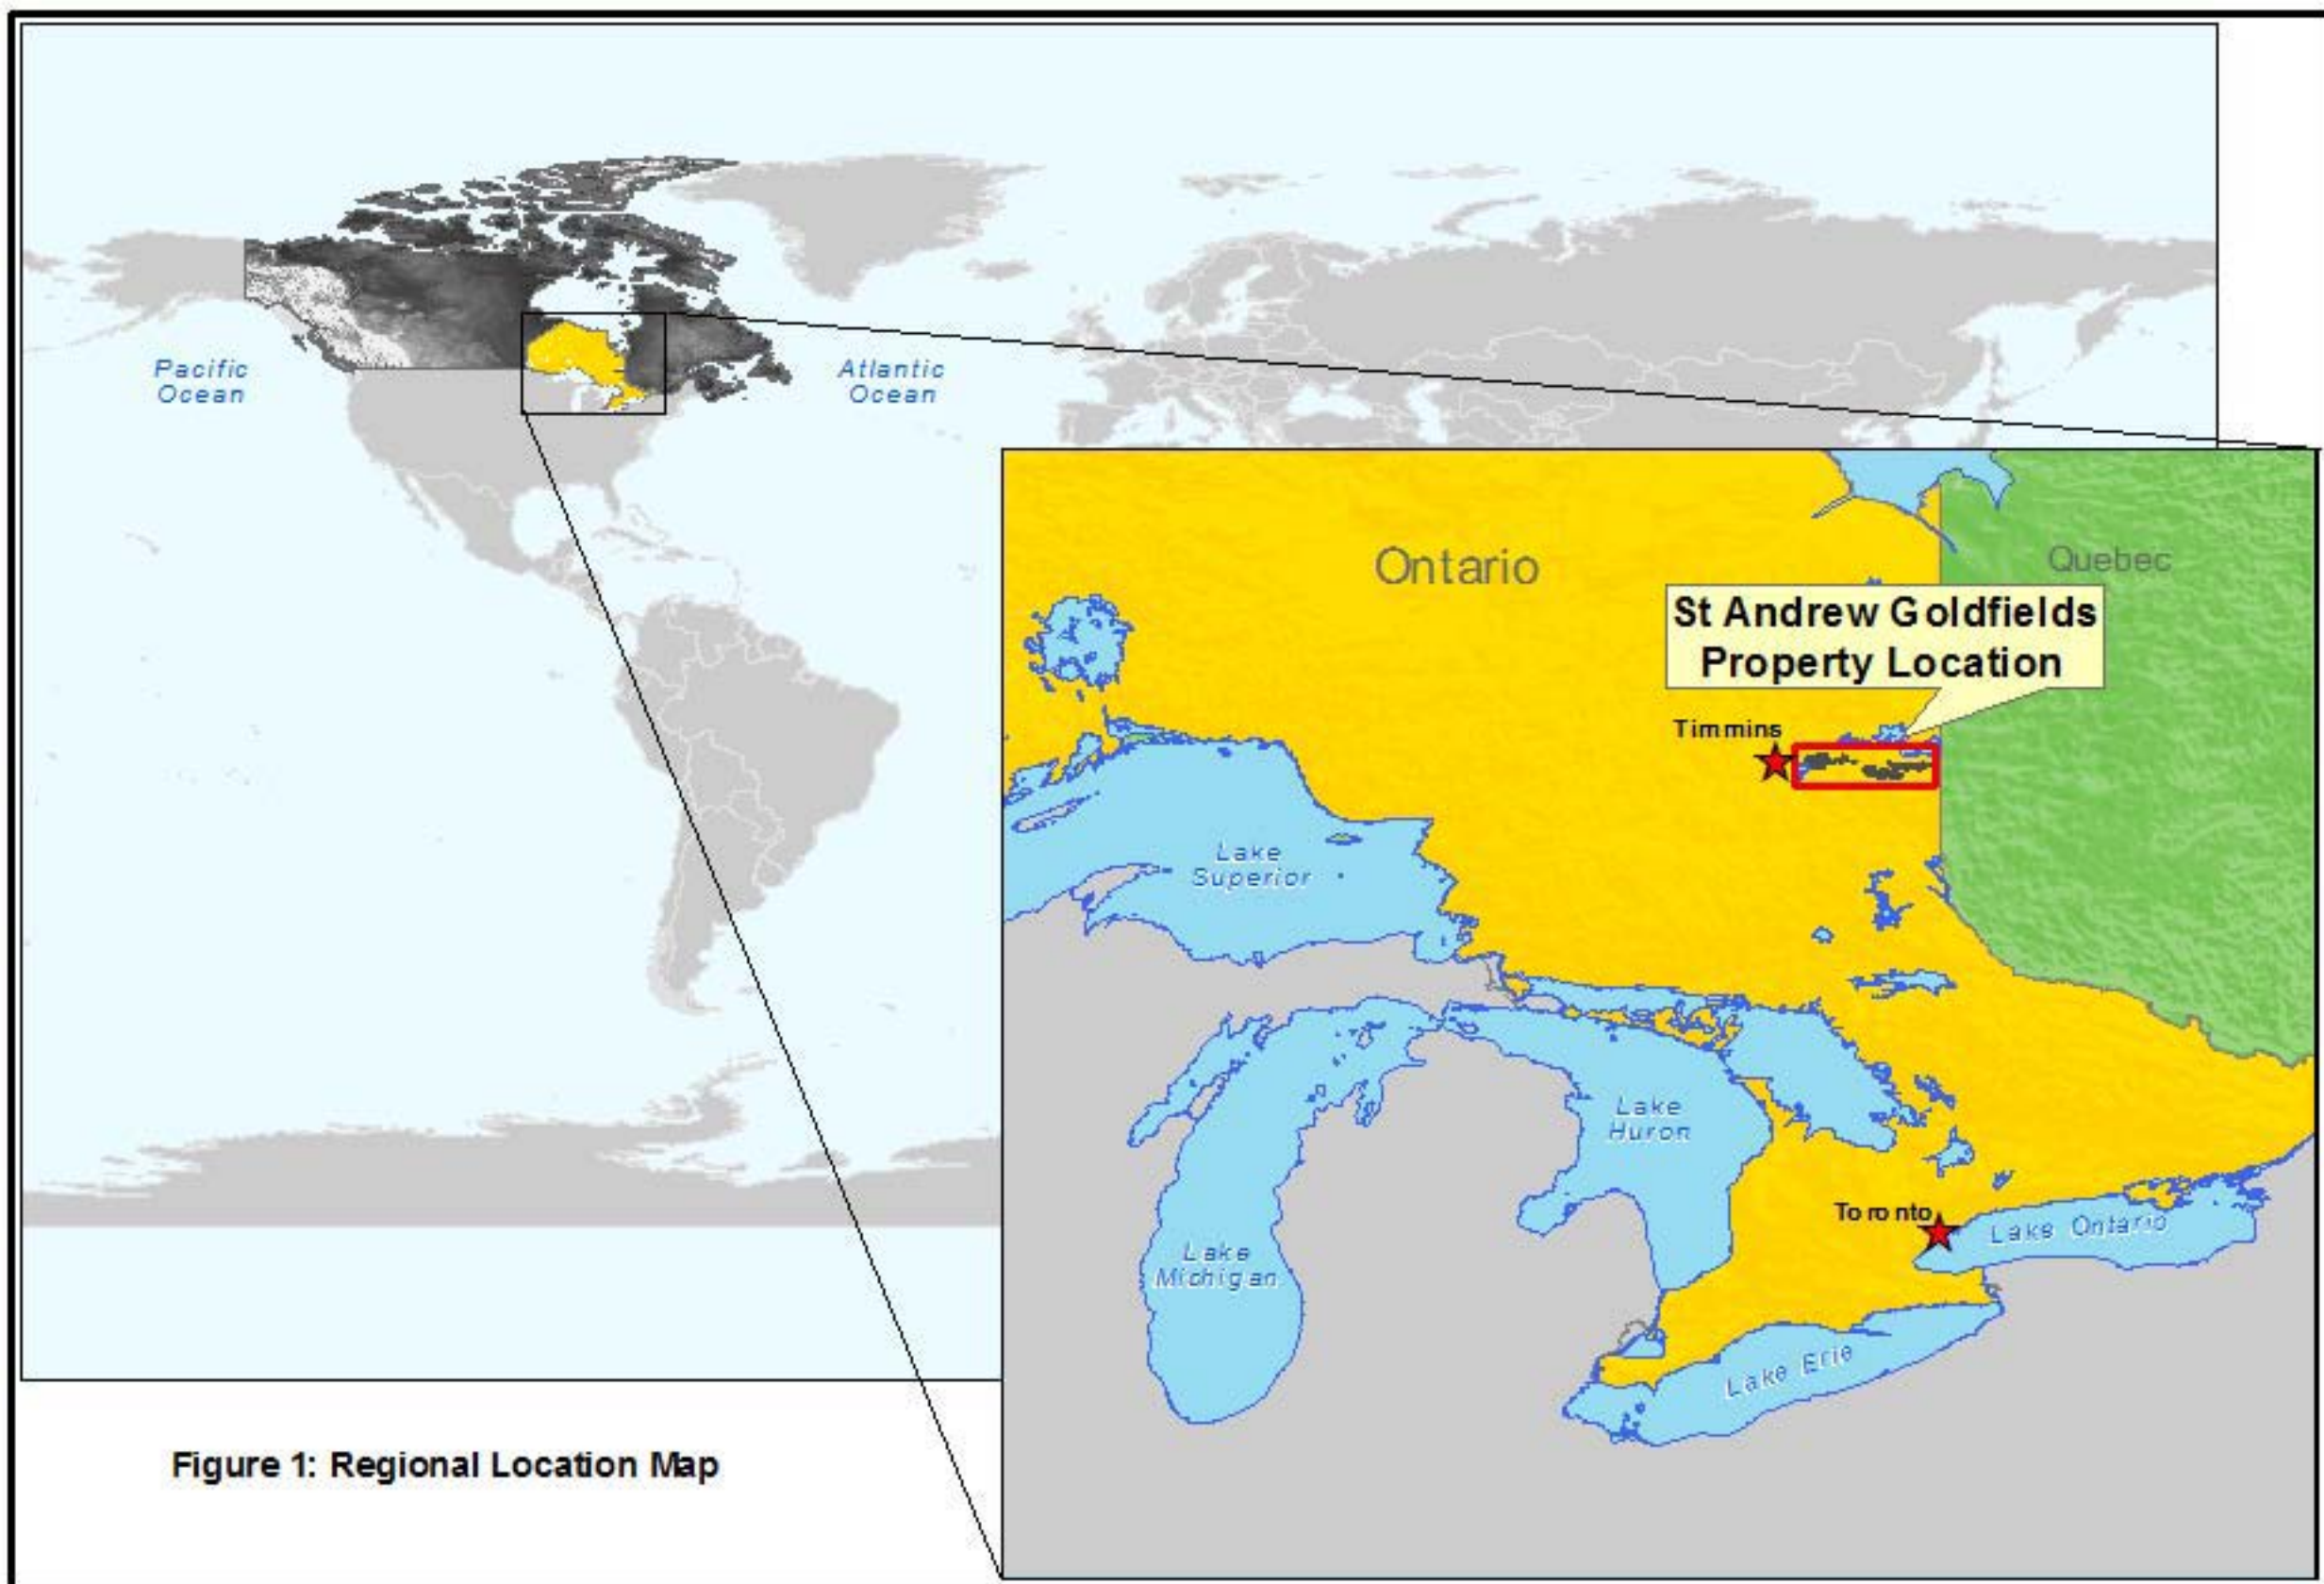 Pacific
Ocean
Atlantic
Ocean
Ontario
Quebec
St Andrew Goldfields
Property Location
Timmins
Lake
Superior
Lake
Huron
Toronto
Lake Ontario
Lake
Michigan
Lake Erie
Figure 1: Regional Location Map